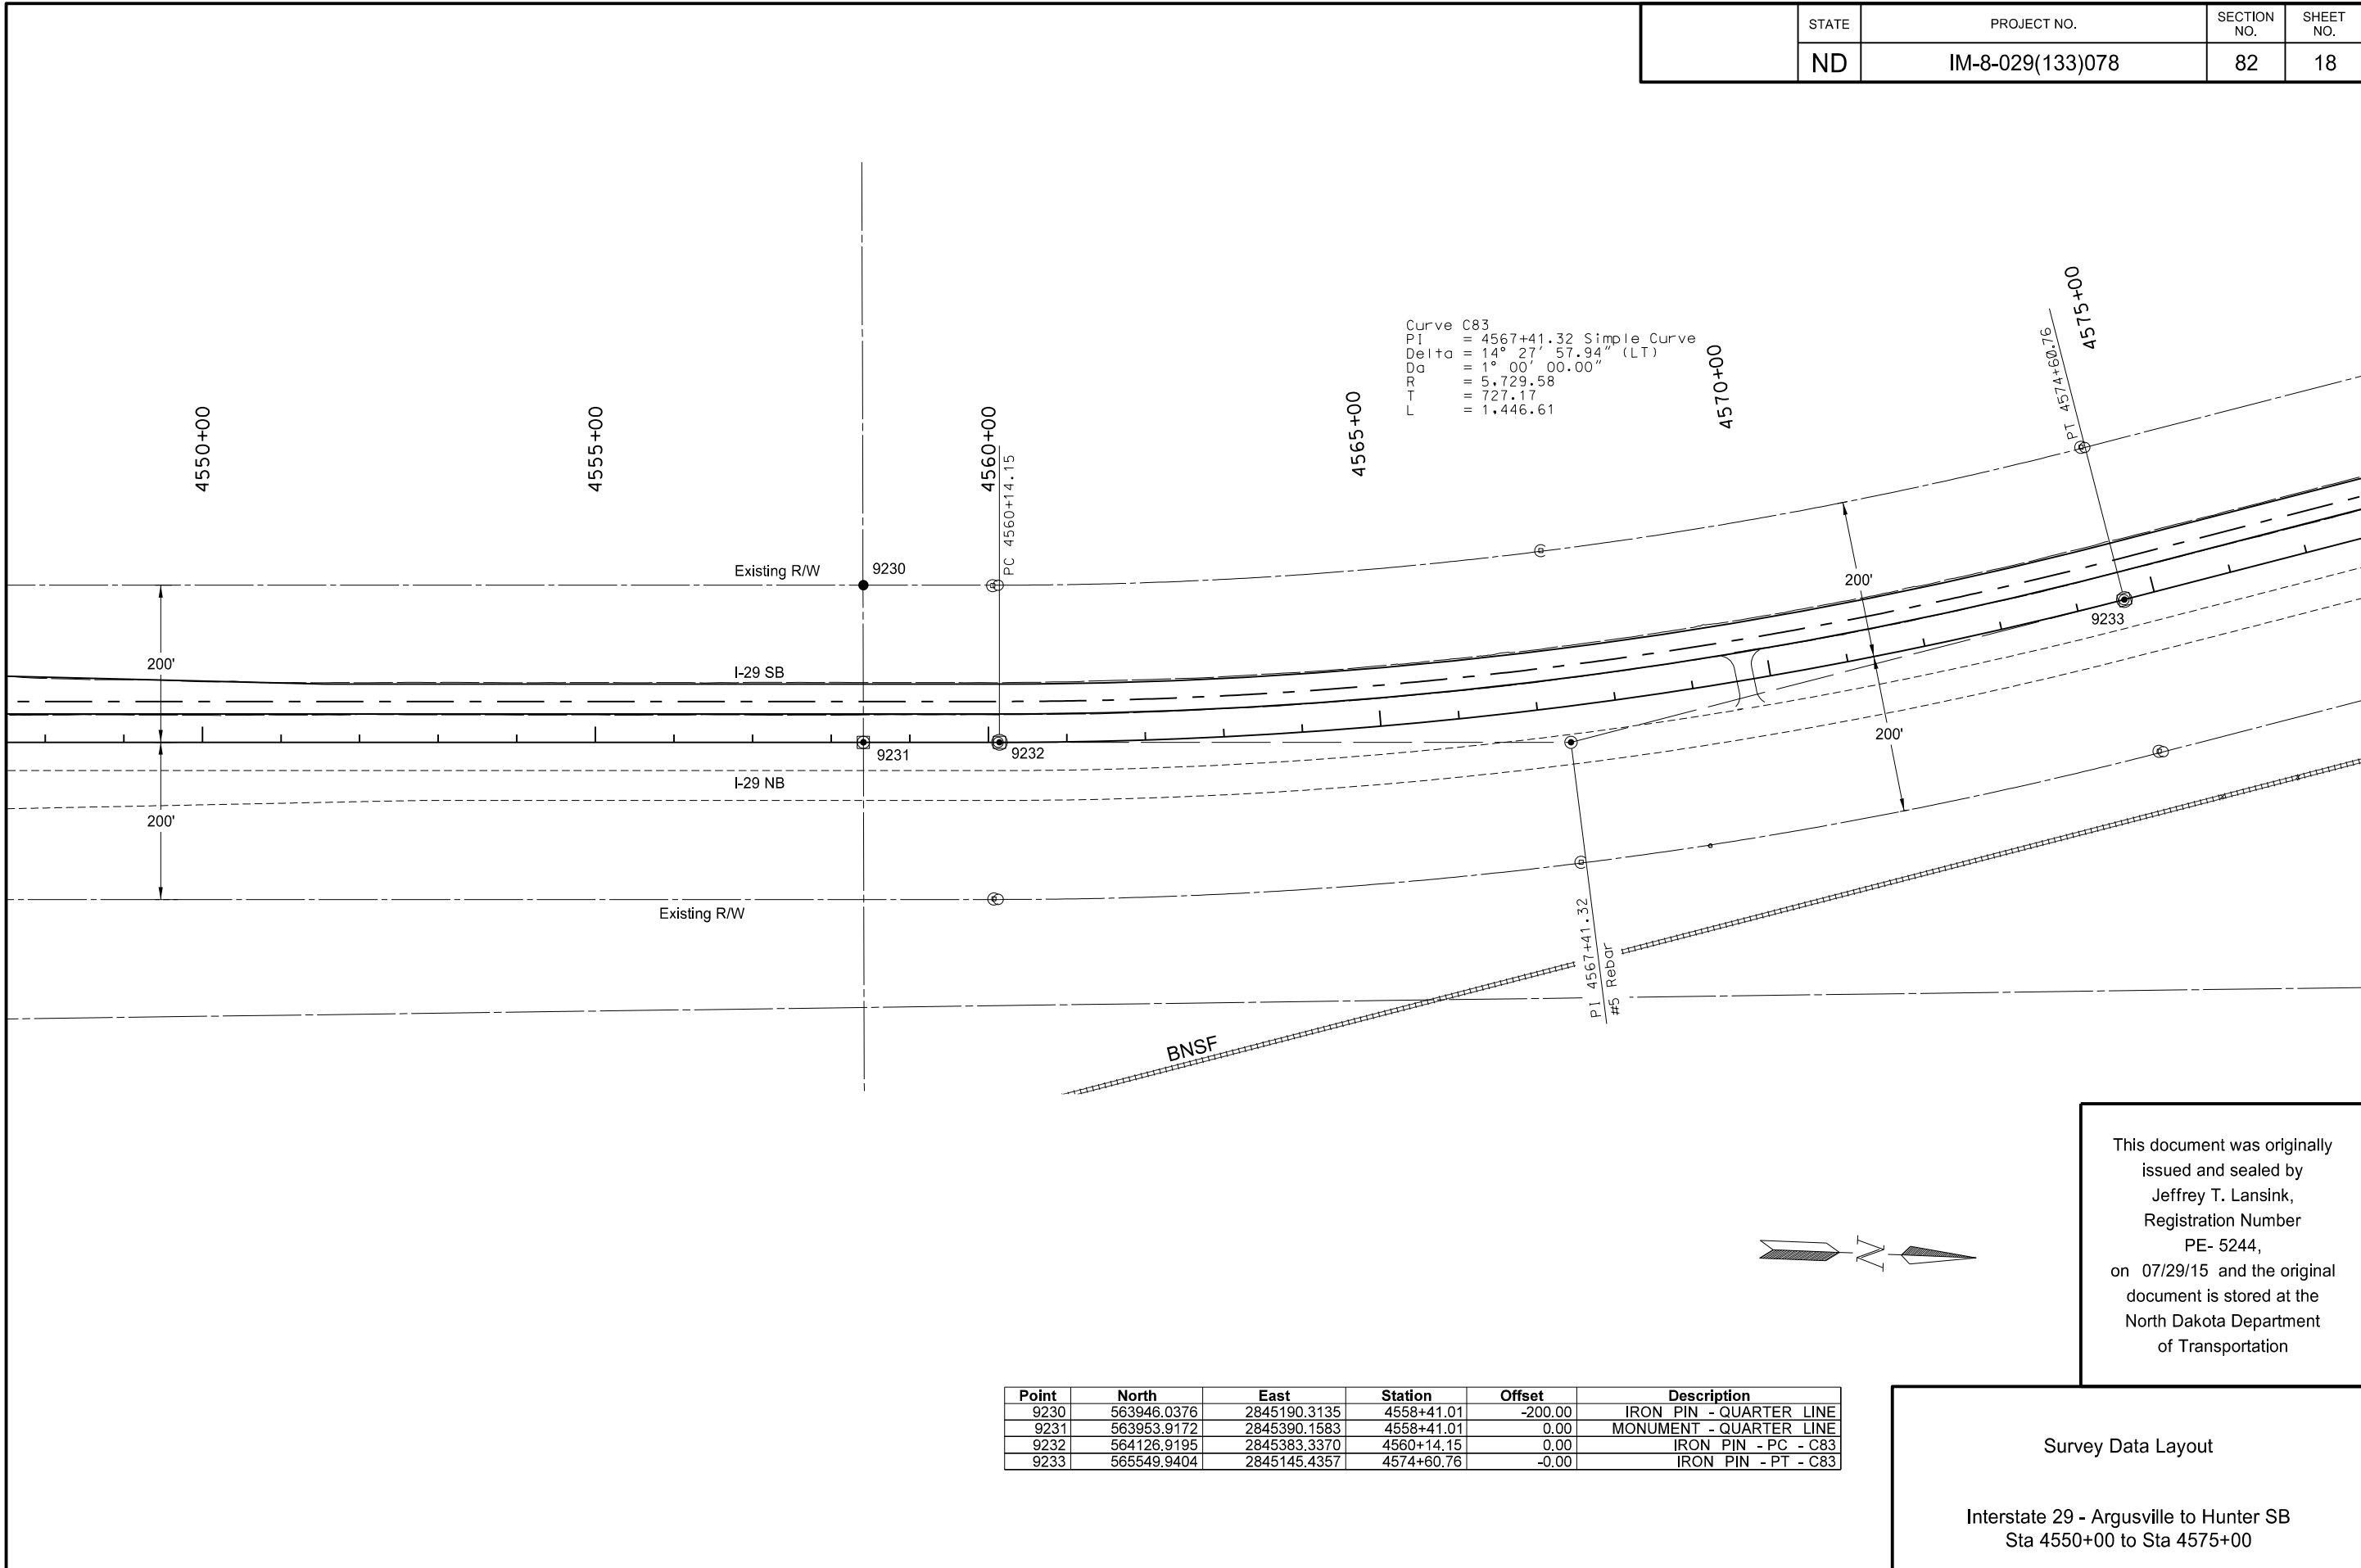 STATE PROJECT NO. SECTION NO. SHEET NO.
ND IM-8-029(133)078 82 18
4550+00
4555+00
4560+00
PC 4560+14.15
4565+00
Curve C83
PI = 4567+41.32 Simple Curve
Delta = 14° 27' 57.94" (LT)
Da = 1° 00' 00.00"
R = 5,729.58
T = 727.17
L = 1,446.61
4570+00
PT 4574+60.76
4575+00
Existing R/W
9230
200'
I-29 SB
9231
9232
I-29 NB
200'
Existing R/W
200'
200'
9233
PI 4567+41.32
#5 Rebar
BNSF
N
This document was originally
issued and sealed by
Jeffrey T. Lansink,
Registration Number
PE- 5244,
on 07/29/15 and the original
document is stored at the
North Dakota Department
of Transportation
Point North East Station Offset Description
9230 563946.0376 2845190.3135 4558+41.01 -200.00 IRON PIN - QUARTER LINE
9231 563953.9172 2845390.1583 4558+41.01 0.00 MONUMENT - QUARTER LINE
9232 564126.9195 2845383.3370 4560+14.15 0.00 IRON PIN - PC - C83
9233 565549.9404 2845145.4357 4574+60.76 -0.00 IRON PIN - PT - C83
Survey Data Layout
Interstate 29 - Argusville to Hunter SB
Sta 4550+00 to Sta 4575+00